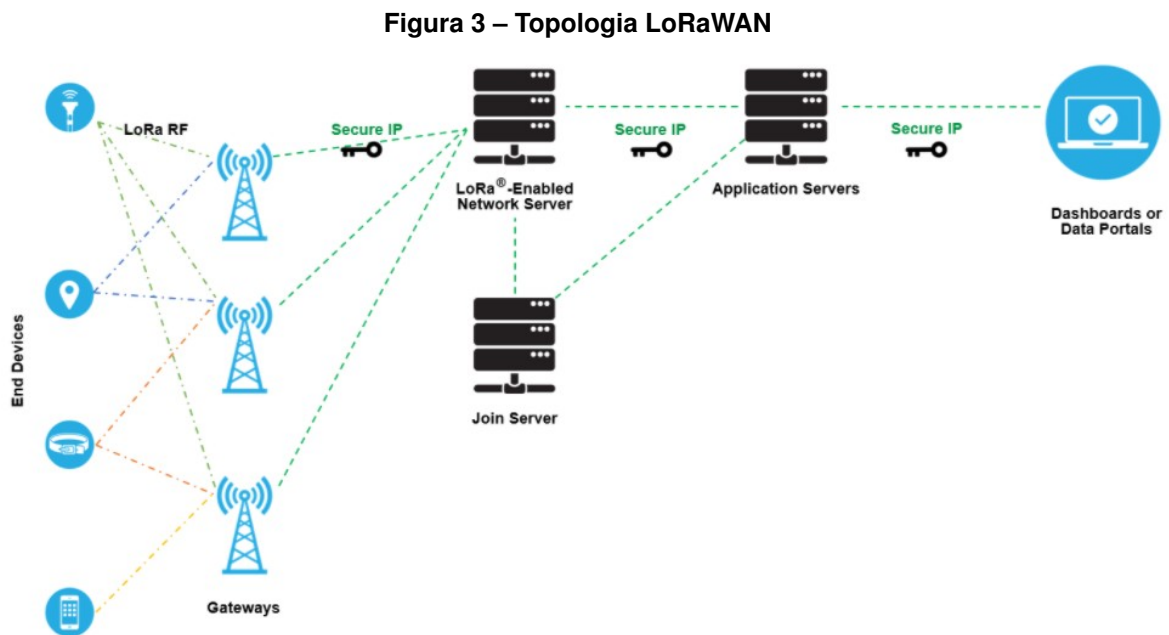 Figura 3 – Topologia LoRaWAN
LoRa RF
Secure IP
Secure IP
Secure IP
LoRa®-Enabled
Network Server
Application Servers
Dashboards or
Data Portals
End Devices
Join Server
Gateways